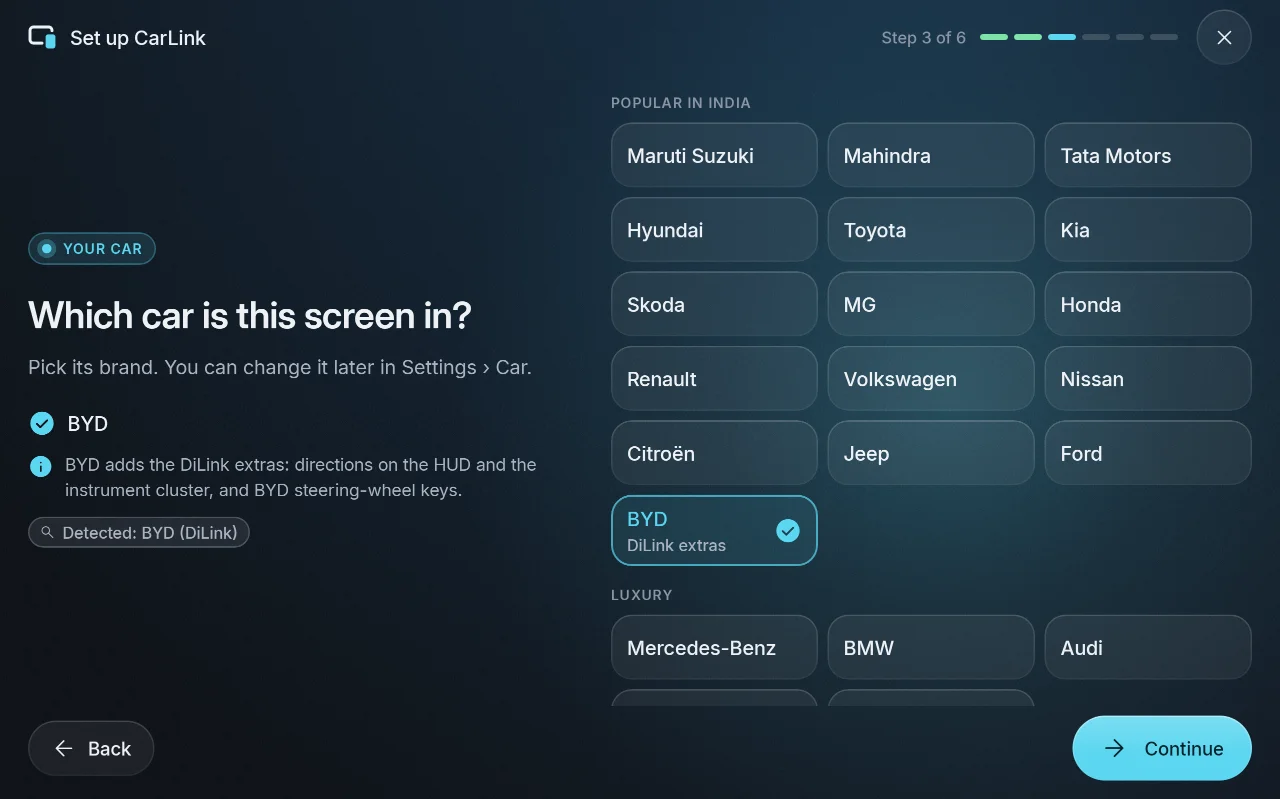 Set up CarLink
Step 3 of 6
YOUR CAR
Which car is this screen in?
Pick its brand. You can change it later in Settings › Car.
BYD
BYD adds the DiLink extras: directions on the HUD and the
instrument cluster, and BYD steering-wheel keys.
Detected: BYD (DiLink)
POPULAR IN INDIA
Maruti Suzuki
Mahindra
Tata Motors
Hyundai
Toyota
Kia
Skoda
MG
Honda
Renault
Volkswagen
Nissan
Citroën
Jeep
Ford
BYD
DiLink extras
LUXURY
Mercedes-Benz
BMW
Audi
Back
Continue